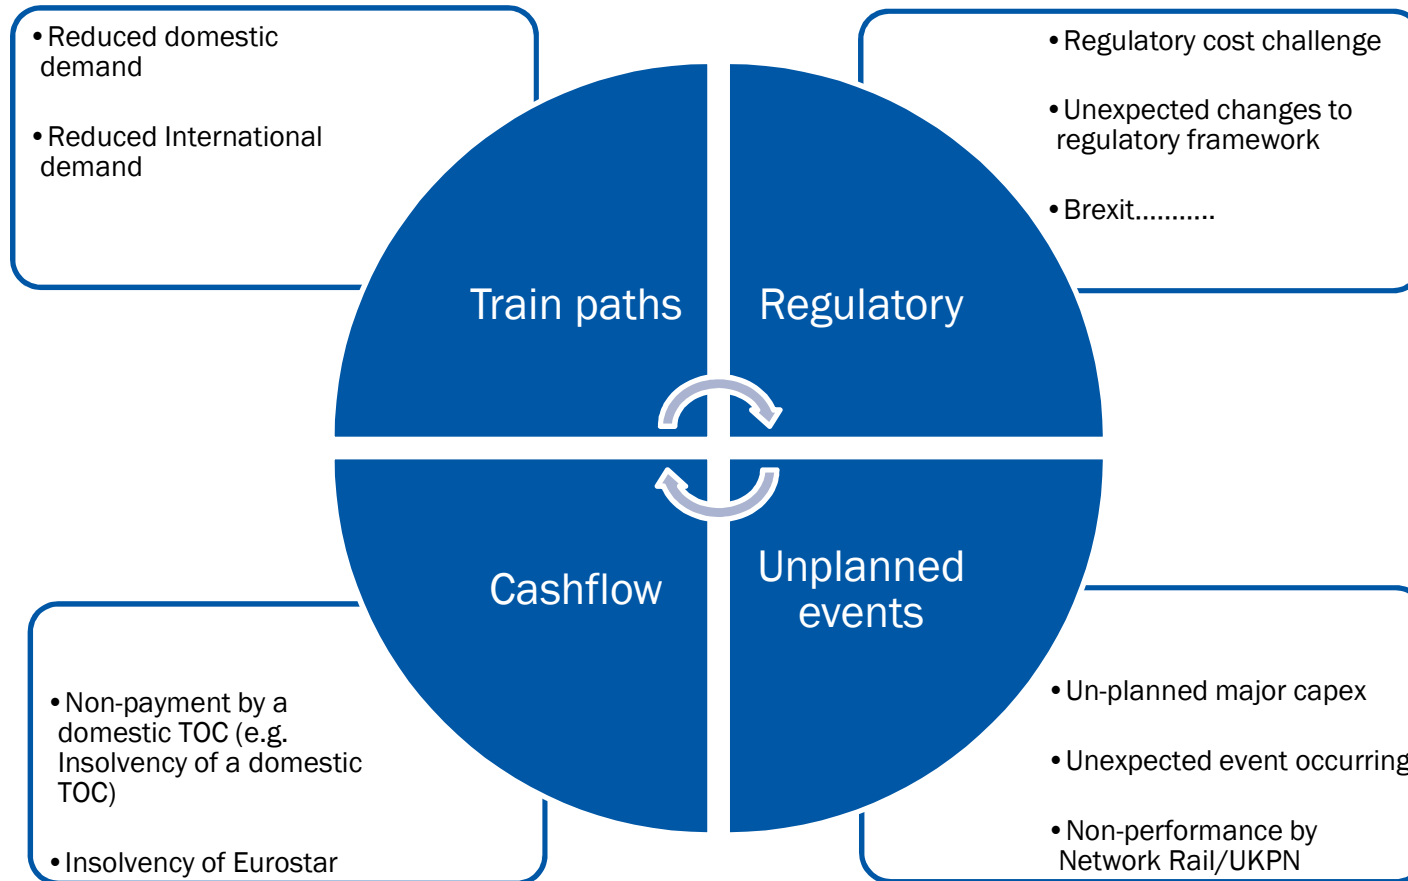 • Reduced domestic
demand
• Reduced International
demand
• Regulatory cost challenge
• Unexpected changes to
regulatory framework
• Brexit...........
Train paths
Regulatory
Cashflow
Unplanned
events
• Non-payment by a
domestic TOC (e.g.
Insolvency of a domestic
TOC)
• Insolvency of Eurostar
• Un-planned major capex
• Unexpected event occurring
• Non-performance by
Network Rail/UKPN